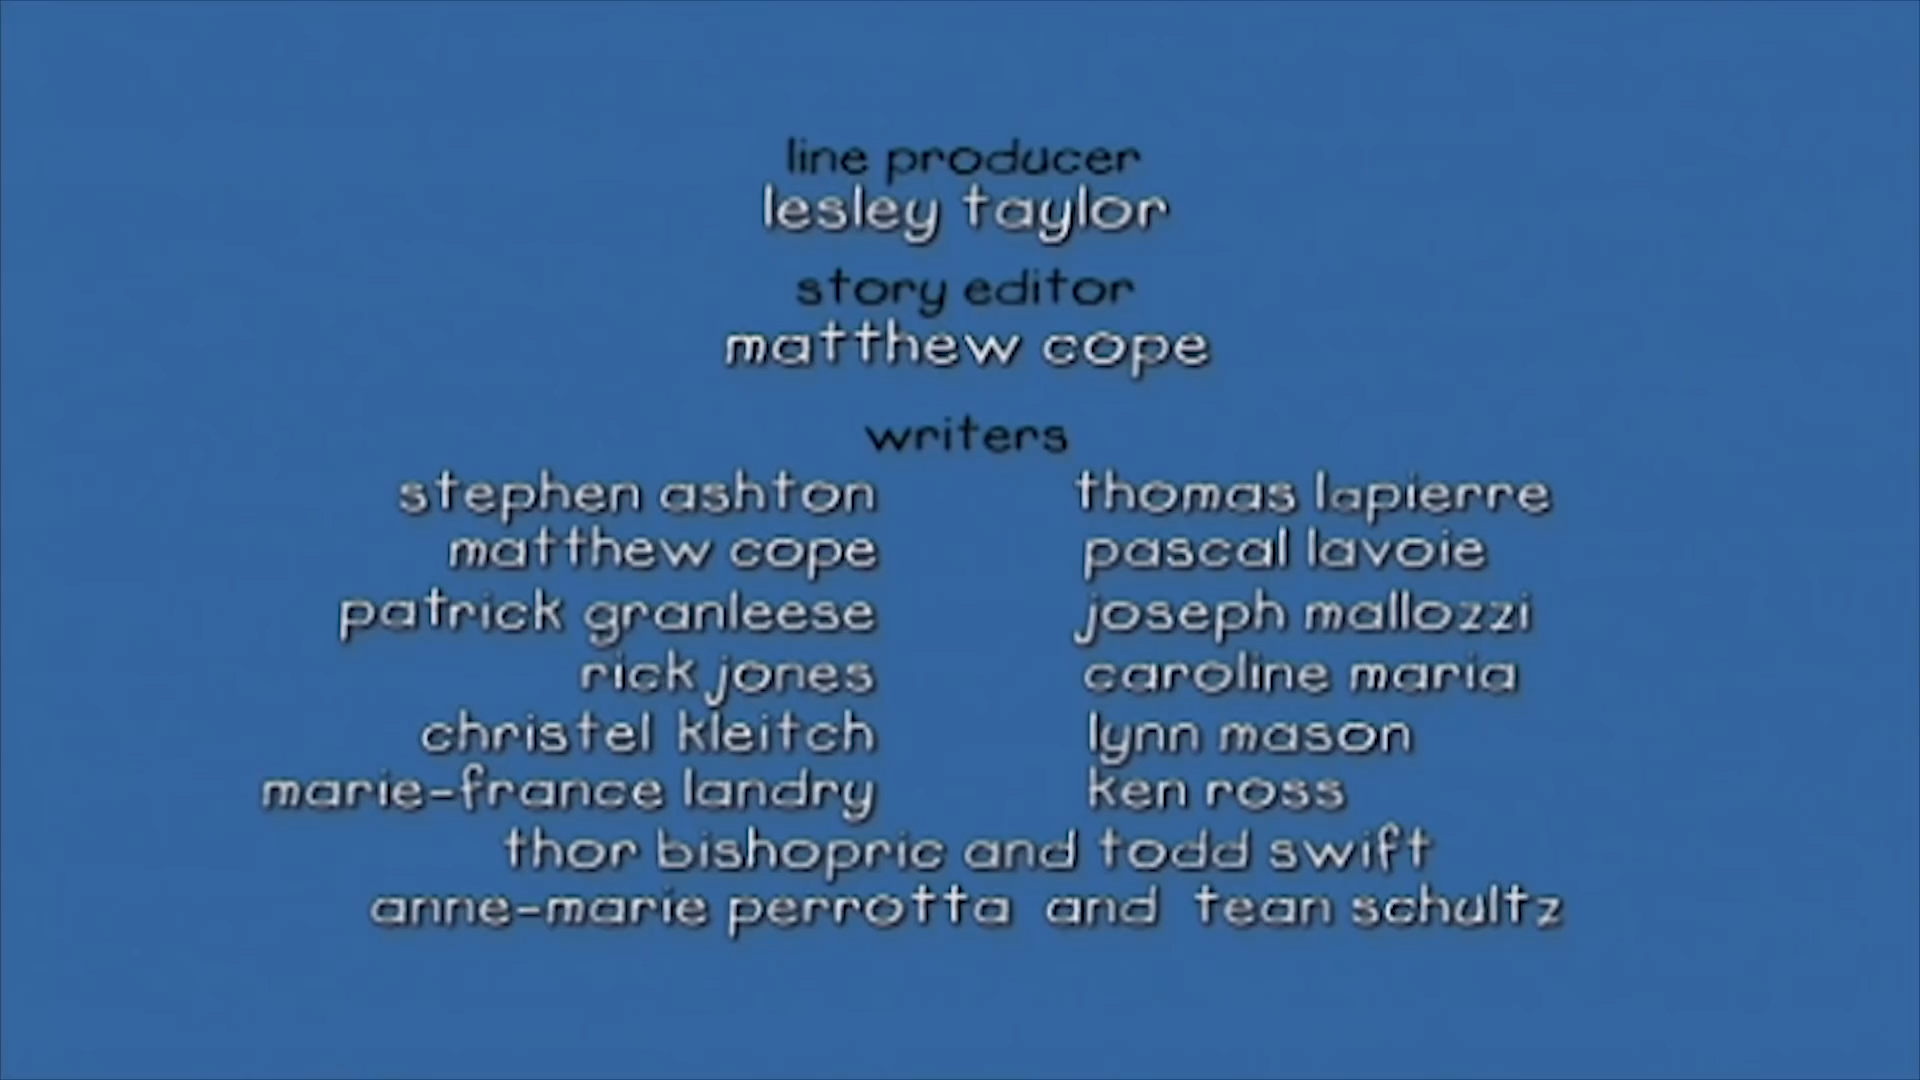 line producer
lesley taylor
story editor
matthew cope
writers
stephen ashton thomas lapierre
matthew cope pascal lavoie
patrick granleese joseph mallozzi
rick jones caroline maria
christel kleitch lynn mason
marie-france landry ken ross
thor bishopric and todd swift
anne-marie perrotta and tean schultz